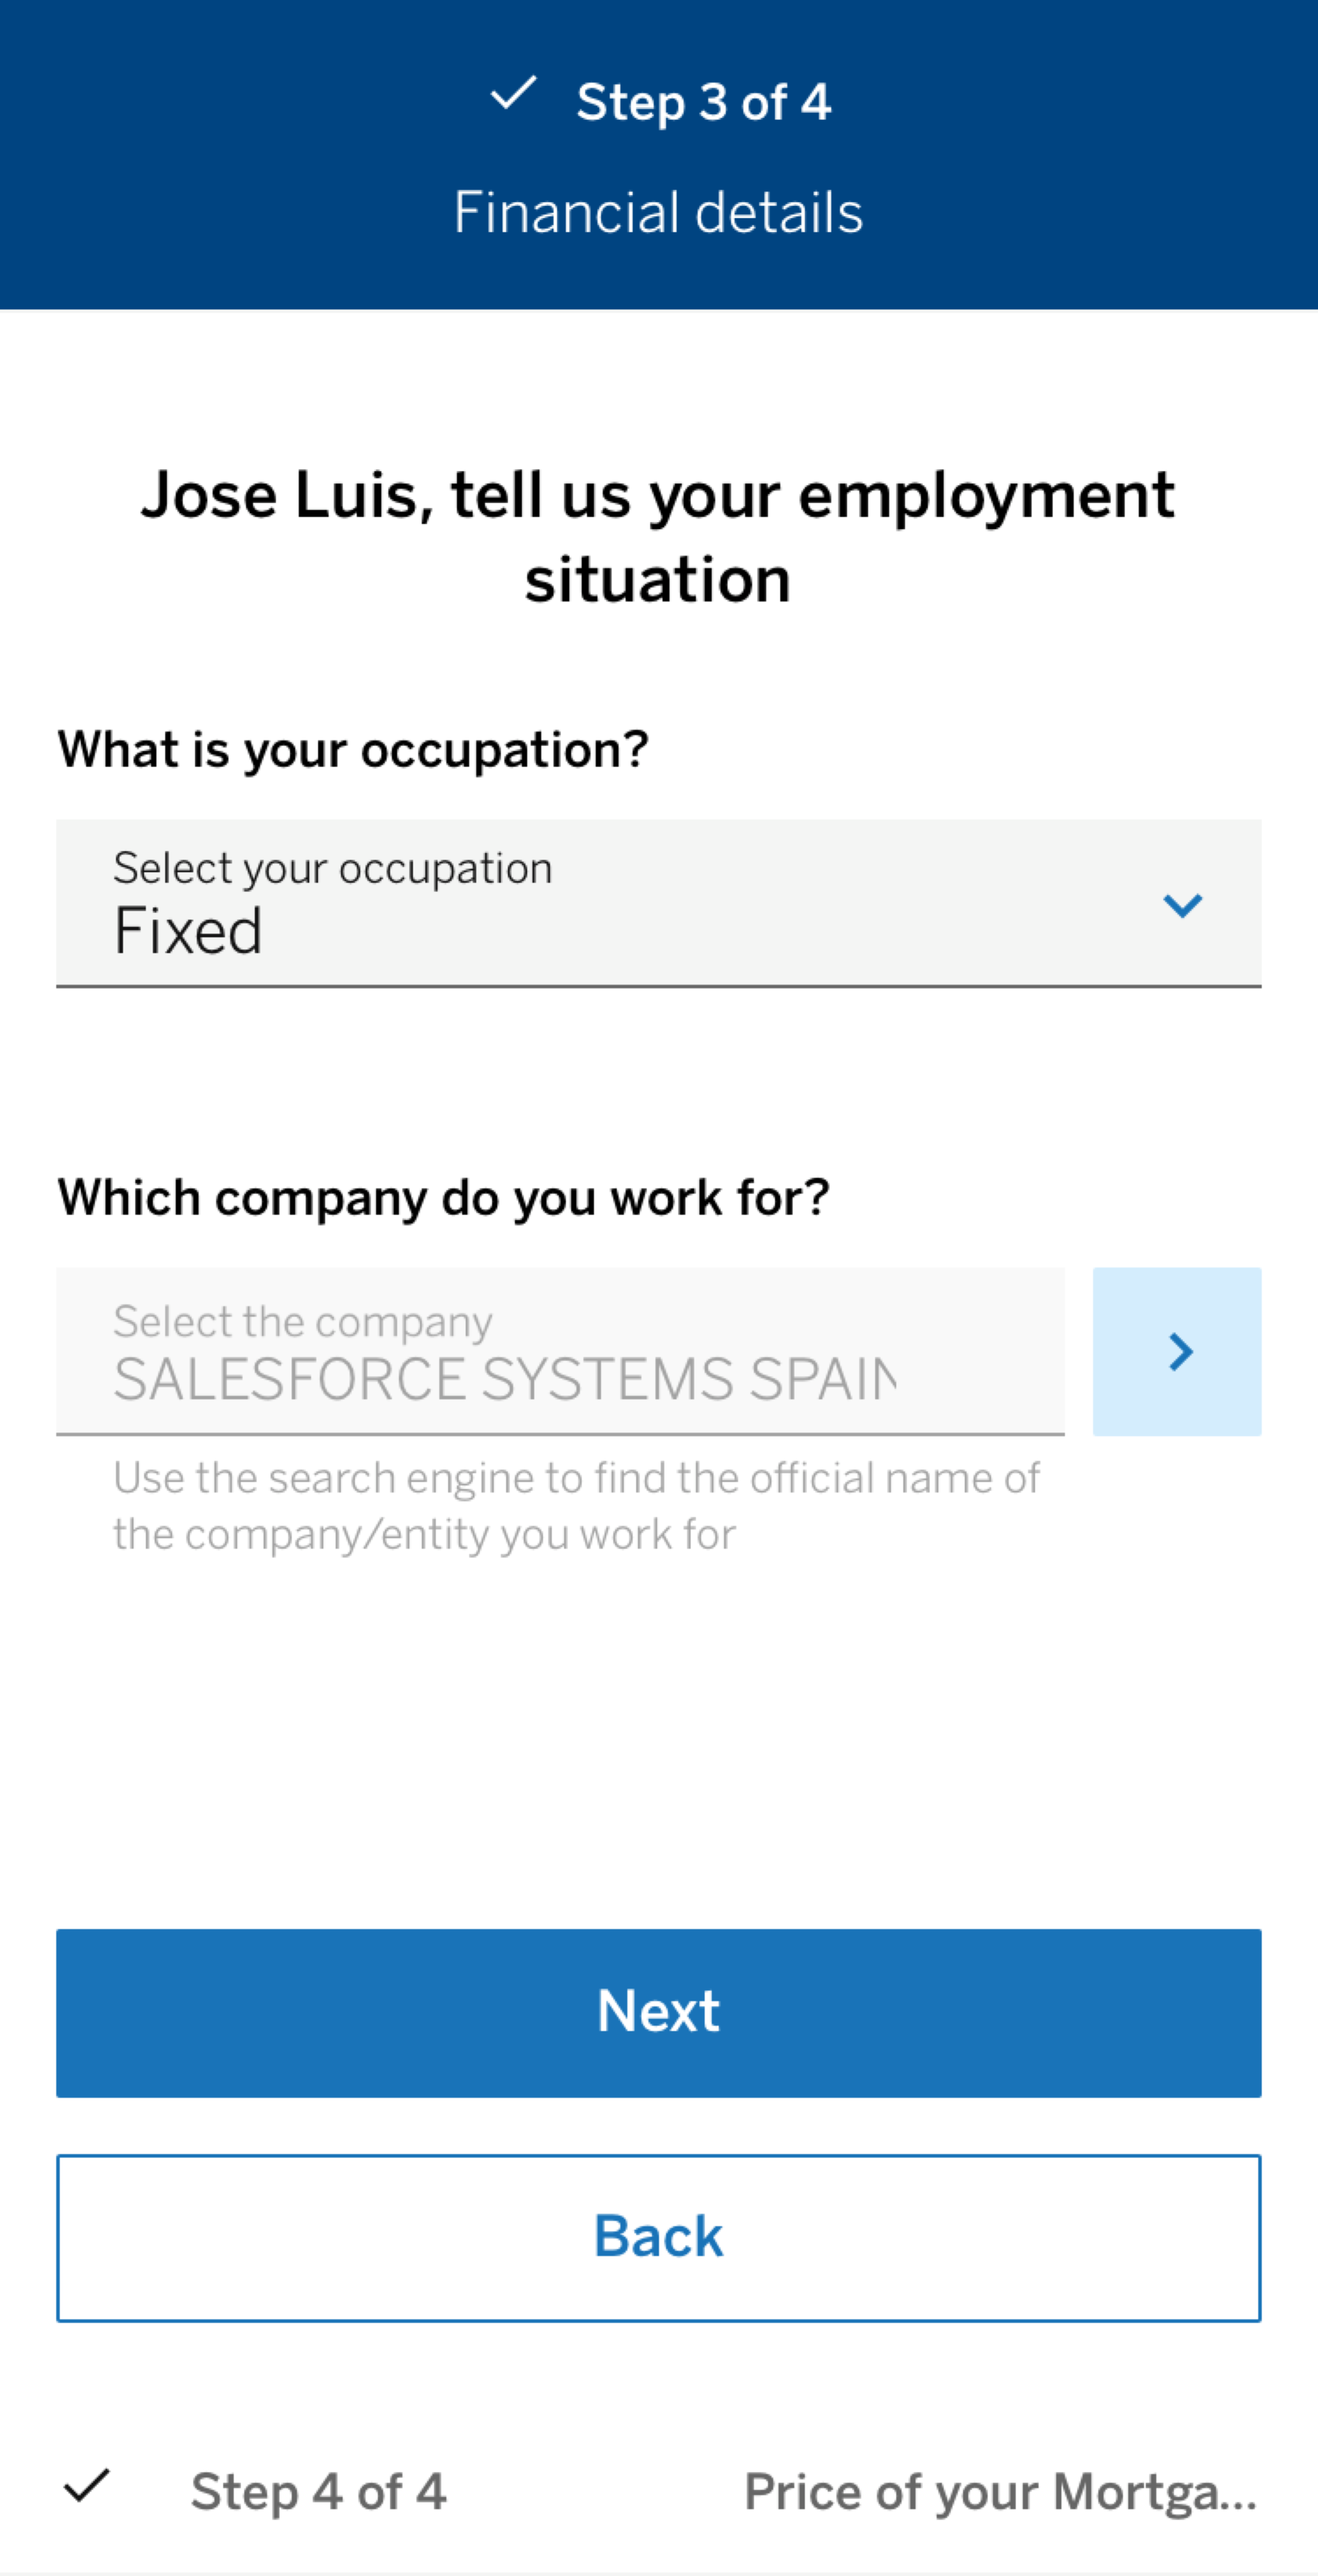 Step 3 of 4
Financial details
Jose Luis, tell us your employment
situation
What is your occupation?
Select your occupation
Fixed
Which company do you work for?
Select the company
SALESFORCE SYSTEMS SPAIN
Use the search engine to find the official name of
the company/entity you work for
Next
Back
Step 4 of 4 Price of your Mortga...